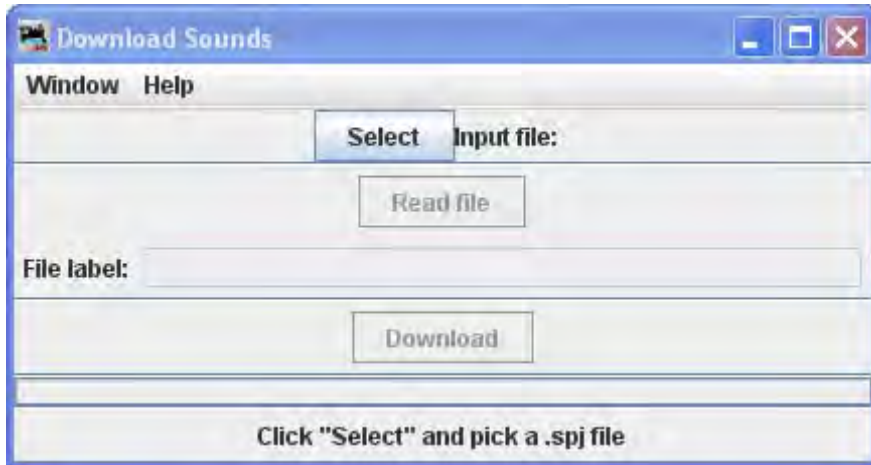 Download Sounds
Window Help
Select Input file:
Read file
File label:
Download
Click "Select" and pick a .spj file